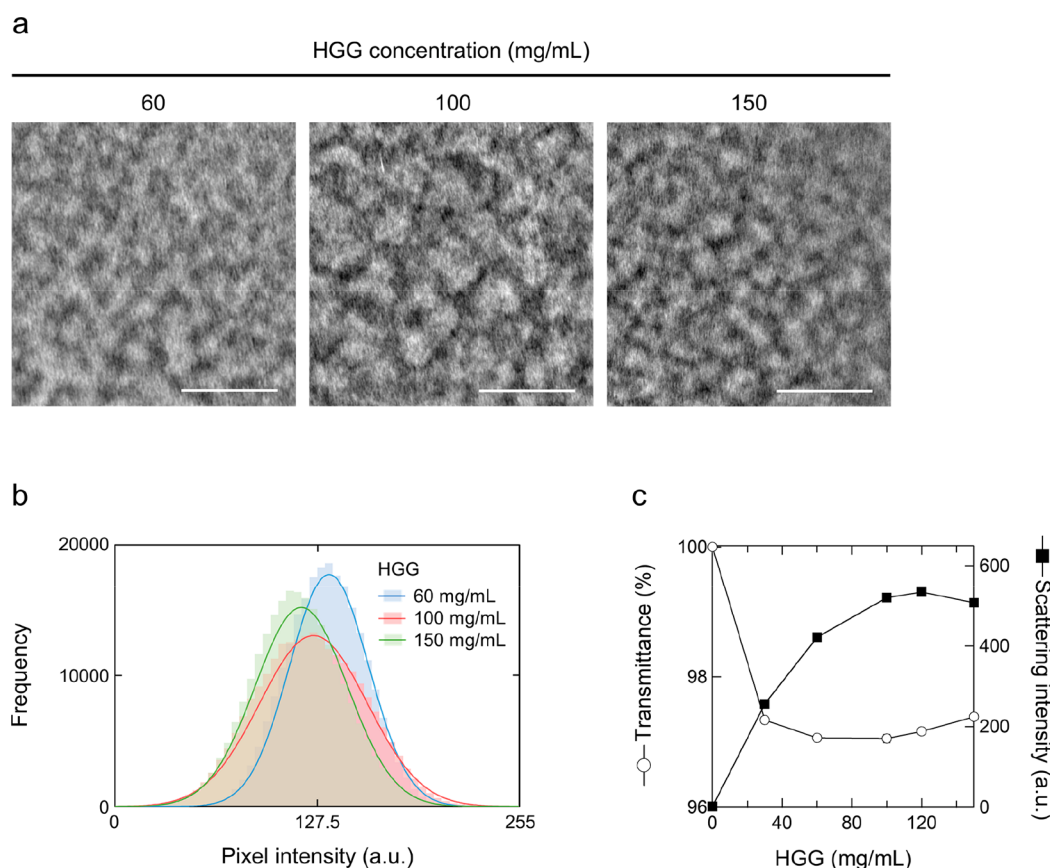 a
HGG concentration (mg/mL)
60 100 150
b
20000
10000
0
Frequency
HGG
60 mg/mL
100 mg/mL
150 mg/mL
0 127.5 255
Pixel intensity (a.u.)
c
100
98
96
Transmittance (%)
600
400
200
0
Scattering intensity (a.u.)
0 40 80 120
HGG (mg/mL)